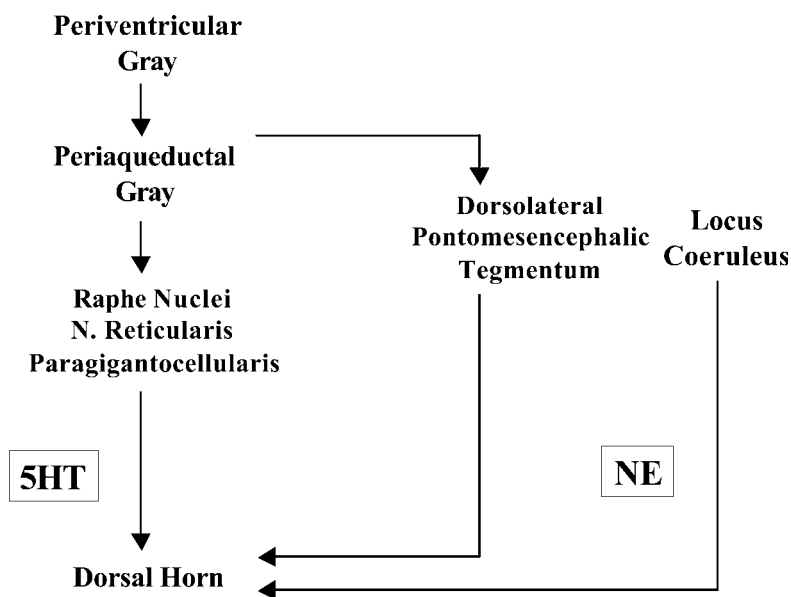 Periventricular
Gray
Periaqueductal
Gray
Dorsolateral
Pontomesencephalic
Tegmentum
Locus
Coeruleus
Raphe Nuclei
N. Reticularis
Paragigantocellularis
5HT
NE
Dorsal Horn